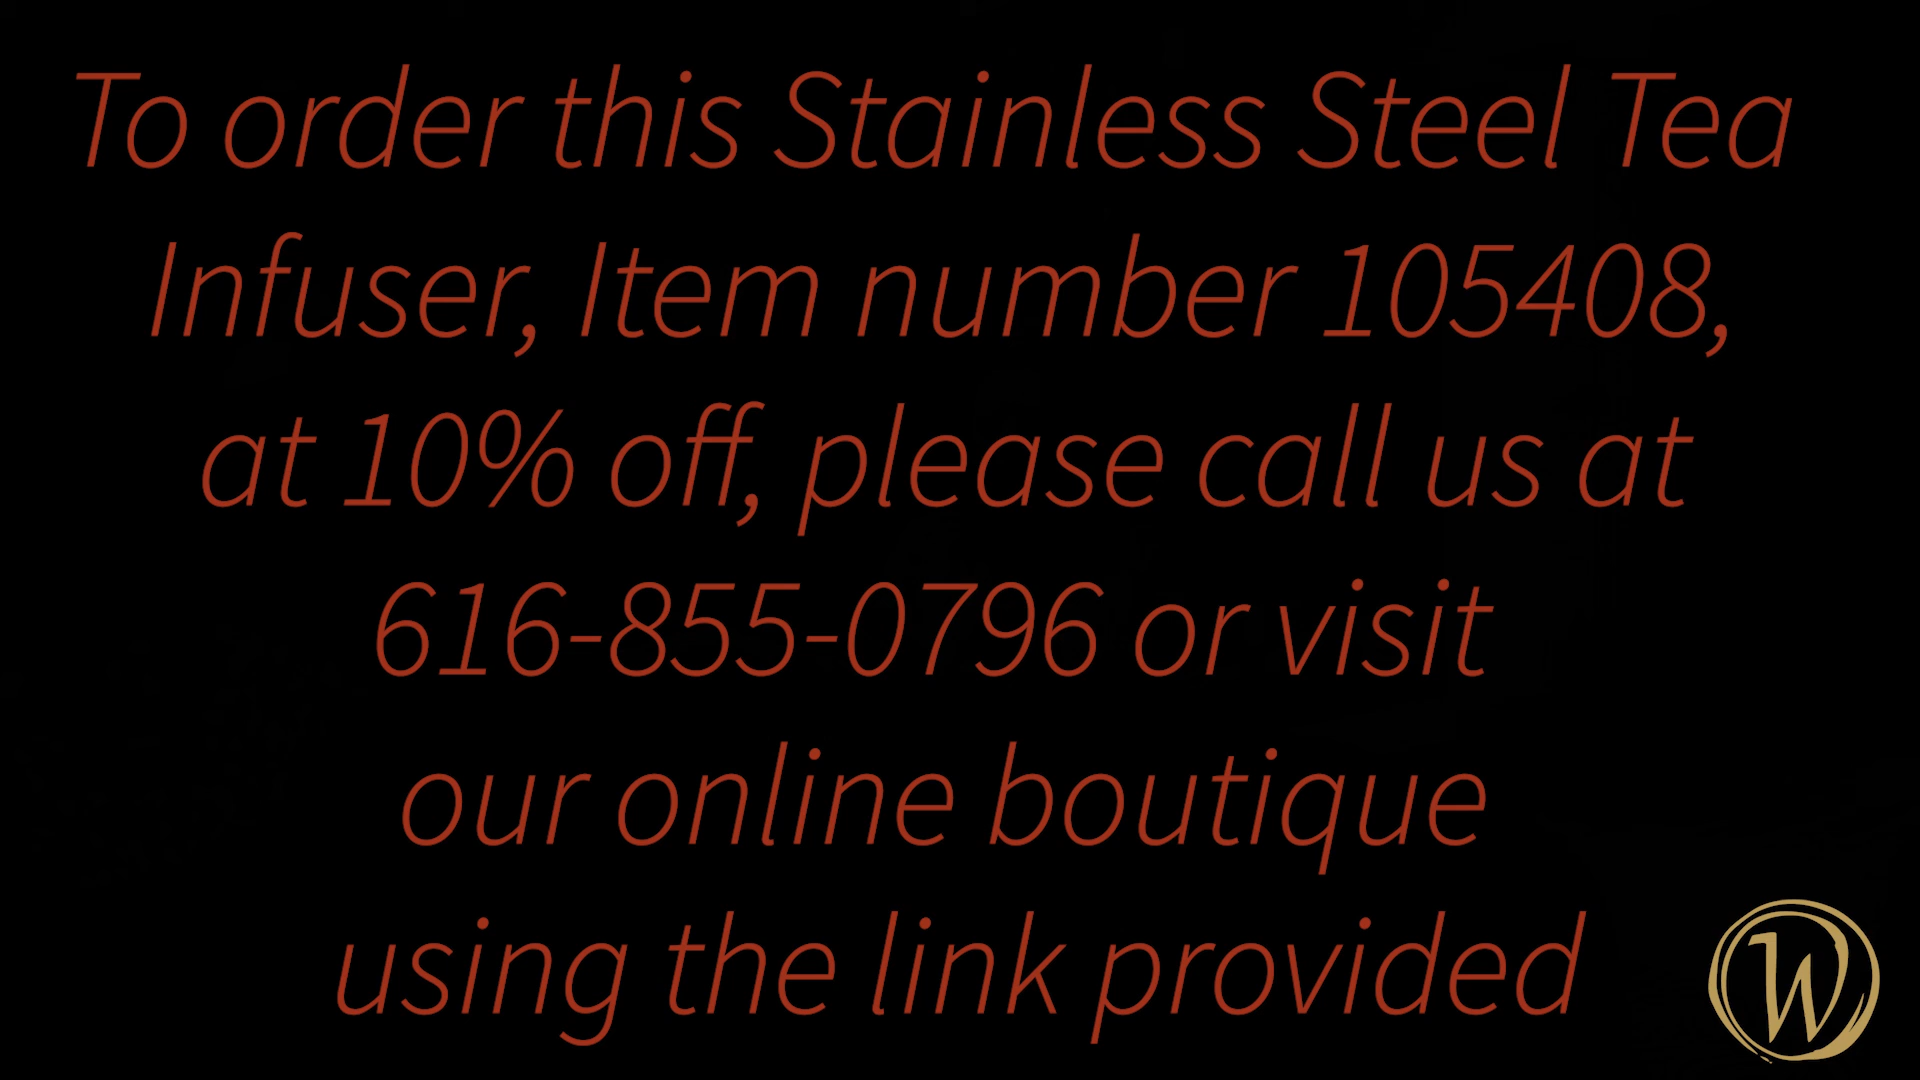 To order this Stainless Steel Tea
Infuser, Item number 105408,
at 10% off, please call us at
616-855-0796 or visit
our online boutique
using the link provided
W